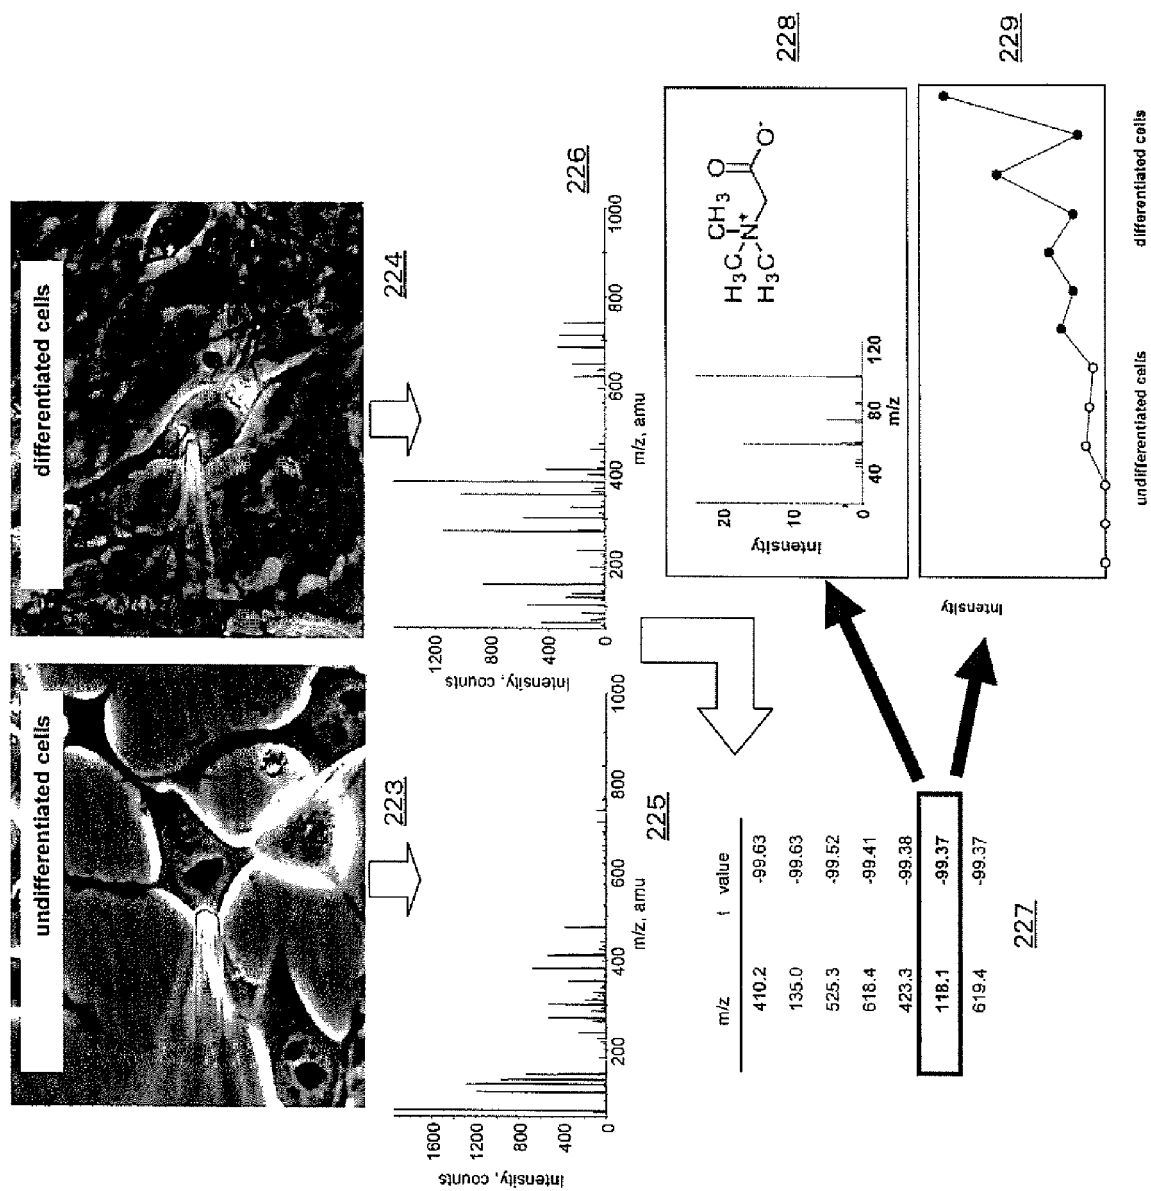 undifferentiated cells
differentiated cells
223
224
Intensity, counts
1600
1200
800
400
0
200
400
600
800
1000
m/z, amu
225
Intensity, counts
1200
800
400
0
200
400
600
800
1000
m/z, amu
226
m/z t value
410.2 -99.63
135.0 -99.63
525.3 -99.52
618.4 -99.41
423.3 -99.38
118.1 -99.37
619.4 -99.37
227
Intensity
20
10
0
40
80
120
m/z
CH3
H3C
N+
H3C
O
O-
228
Intensity
229
undifferentiated cells
differentiated cells